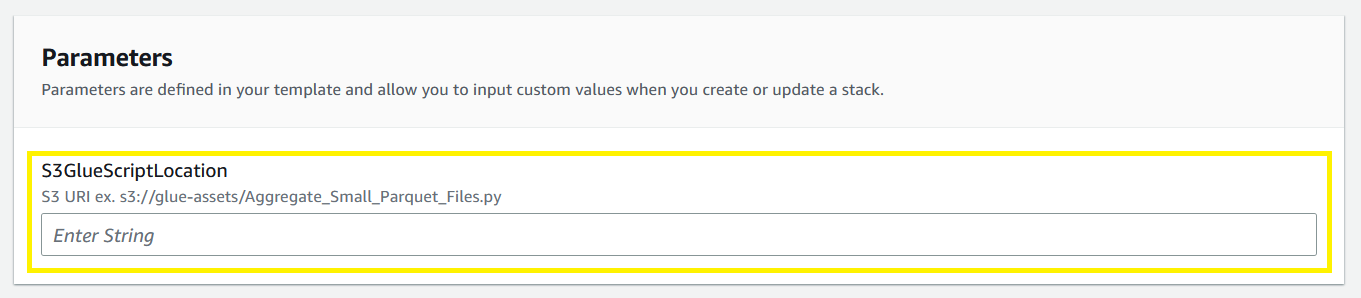 Parameters
Parameters are defined in your template and allow you to input custom values when you create or update a stack.
S3GlueScriptLocation
S3 URI ex. s3://glue-assets/Aggregate_Small_Parquet_Files.py
Enter String